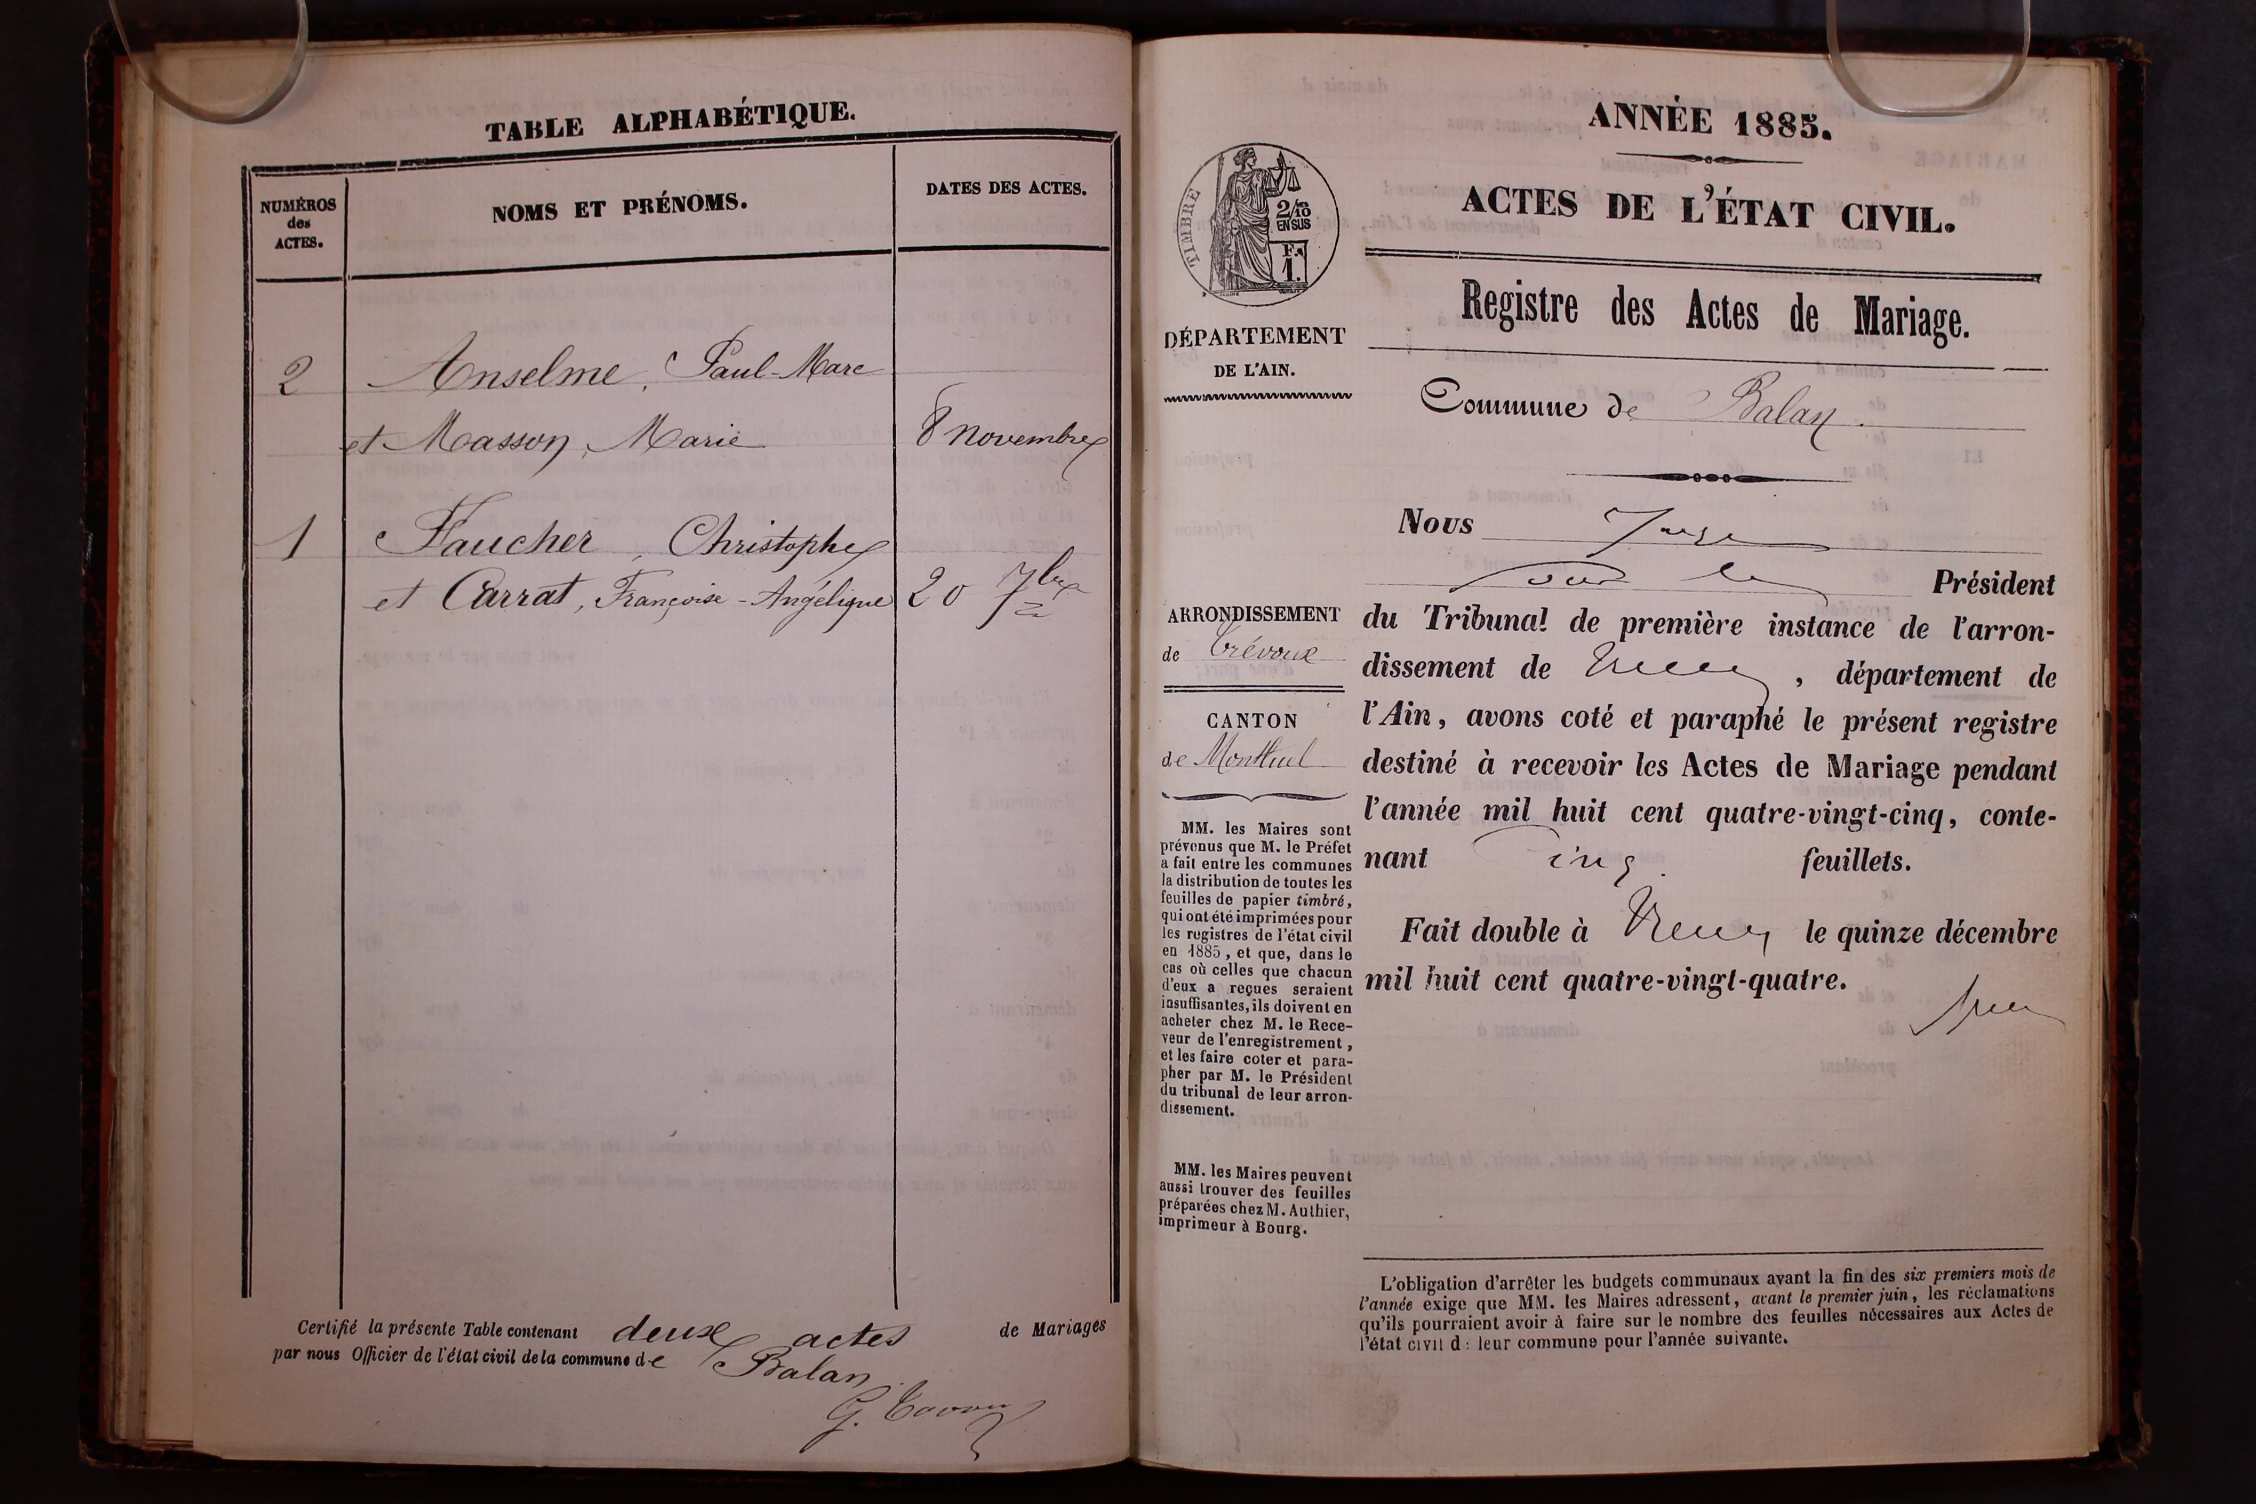 TABLE ALPHABÉTIQUE.
NUMÉROS
des
ACTES.
NOMS ET PRÉNOMS.
DATES DES ACTES.
2 Anselme, Paul-Marc
et Masson, Marie 8 novembre
1 Faucher, Christophe
et Carrat, Françoise-Angélique 20 7bre
Certifié la présente Table contenant deux actes de Mariages
par nous Officier de l'état civil de la commune de Balan.
G.
ANNÉE 1885.
ACTES DE L'ÉTAT CIVIL.
Registre des Actes de Mariage.
TIMBRE
2/10
EN SUS
F.
1.
DÉPARTEMENT
DE L'AIN.
ARRONDISSEMENT
de Trévoux
CANTON
de Montluel
MM. les Maires sont
prévenus que M. le Préfet
a fait entre les communes
la distribution de toutes les
feuilles de papier timbré,
qui ont été imprimées pour
les registres de l'état civil
en 1885, et que, dans le
cas où celles que chacun
d'eux a reçues seraient
insuffisantes, ils doivent en
acheter chez M. le Rece-
veur de l'enregistrement,
et les faire coter et para-
pher par M. le Président
du tribunal de leur arron-
dissement.
MM. les Maires peuvent
aussi trouver des feuilles
préparées chez M. Authier,
imprimeur à Bourg.
Commune de Balan.
Nous Juge
pour le Président
du Tribunal de première instance de l'arron-
dissement de Trévoux, département de
l'Ain, avons coté et paraphé le présent registre
destiné à recevoir les Actes de Mariage pendant
l'année mil huit cent quatre-vingt-cinq, conte-
nant cinq feuillets.
Fait double à Trévoux le quinze décembre
mil huit cent quatre-vingt-quatre.
L'obligation d'arrêter les budgets communaux avant la fin des six premiers mois de
l'année exige que MM. les Maires adressent, avant le premier juin, les réclamations
qu'ils pourraient avoir à faire sur le nombre des feuilles nécessaires aux Actes de
l'état civil d: leur commune pour l'année suivante.